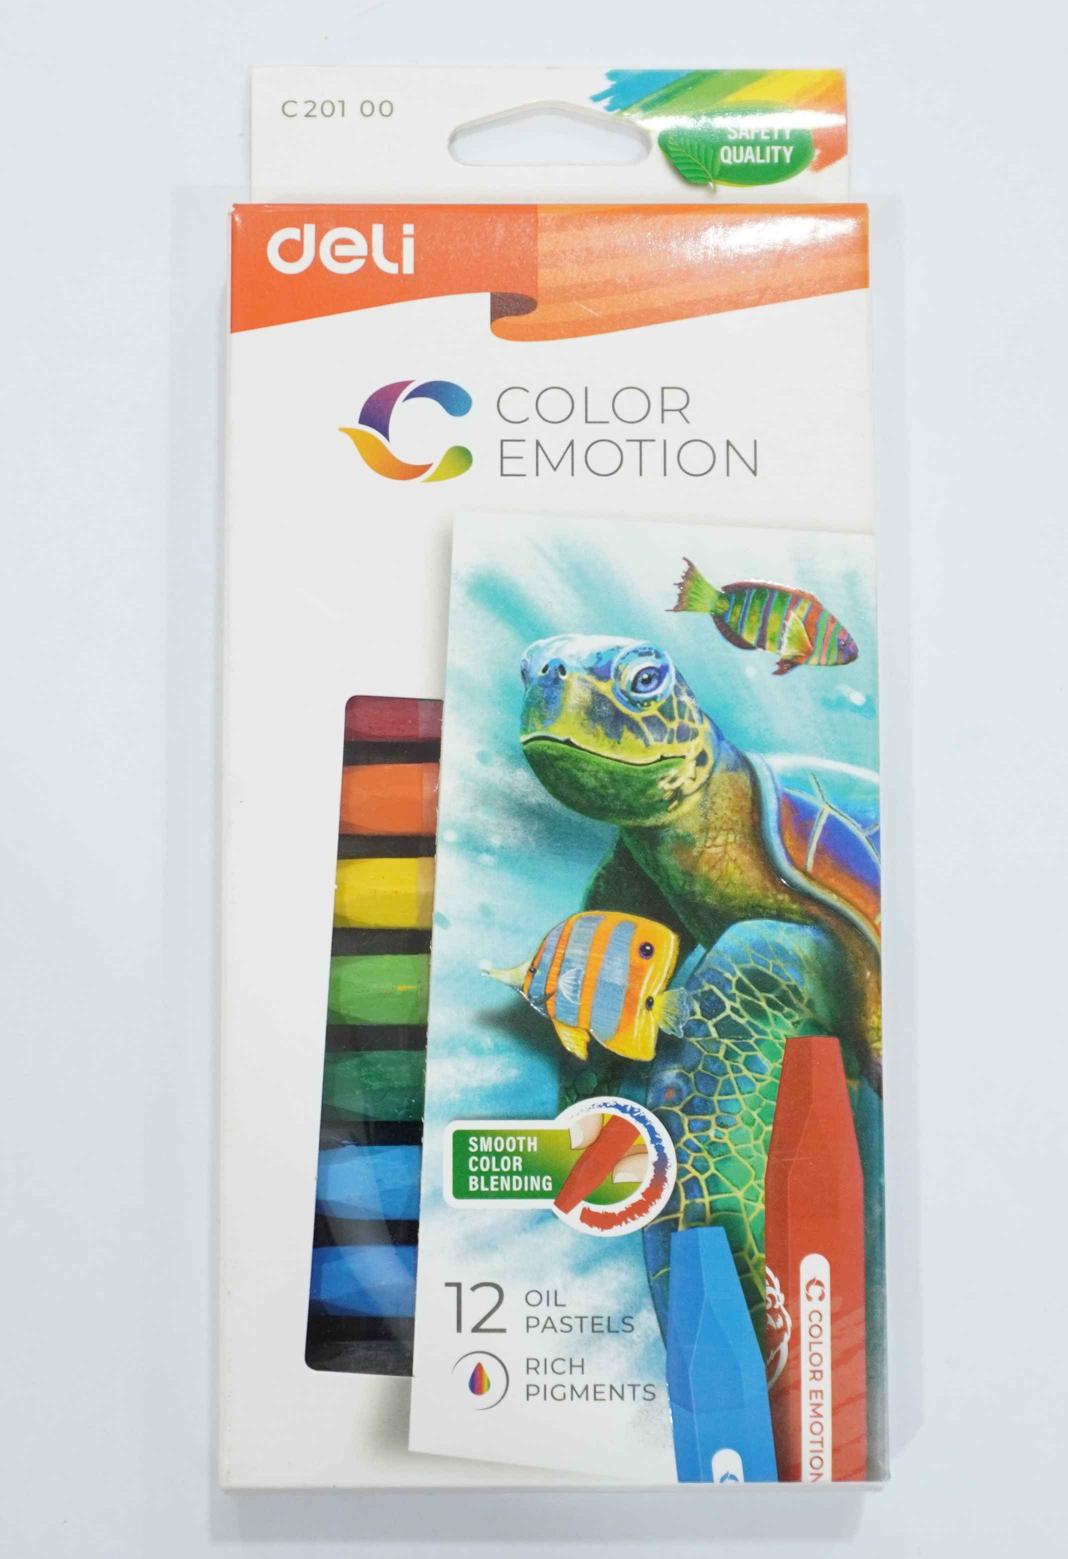 C201 00
SAFETY
QUALITY
deli
COLOR
EMOTION
SMOOTH
COLOR
BLENDING
12 OIL
PASTELS
RICH
PIGMENTS
COLOR EMOTION